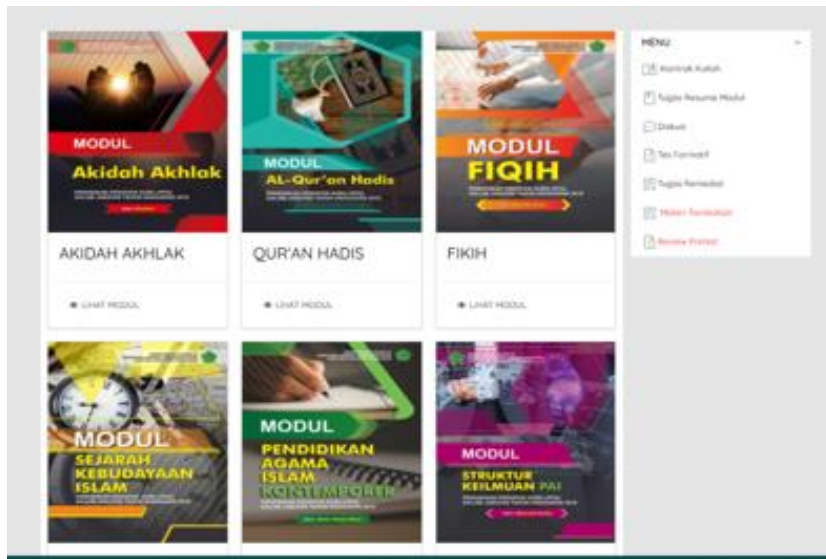 MODUL
Akidah Akhlak
AKIDAH AKHLAK
LIHAT MODUL
MODUL
AL-Qur'an Hadis
QUR'AN HADIS
LIHAT MODUL
MODUL
FIQIH
FIKIH
LIHAT MODUL
MODUL
SEJARAH
KEBUDAYAAN
ISLAM
MODUL
PENDIDIKAN
AGAMA
ISLAM
KONTEMPORER
MODUL
STRUKTUR
KEILMUAN PAI
MENU
Kontrak Kuliah
Tugas Resume Modul
Diskusi
Tes Formatif
Tugas Remedial
Materi Tambahan
Review Pretest